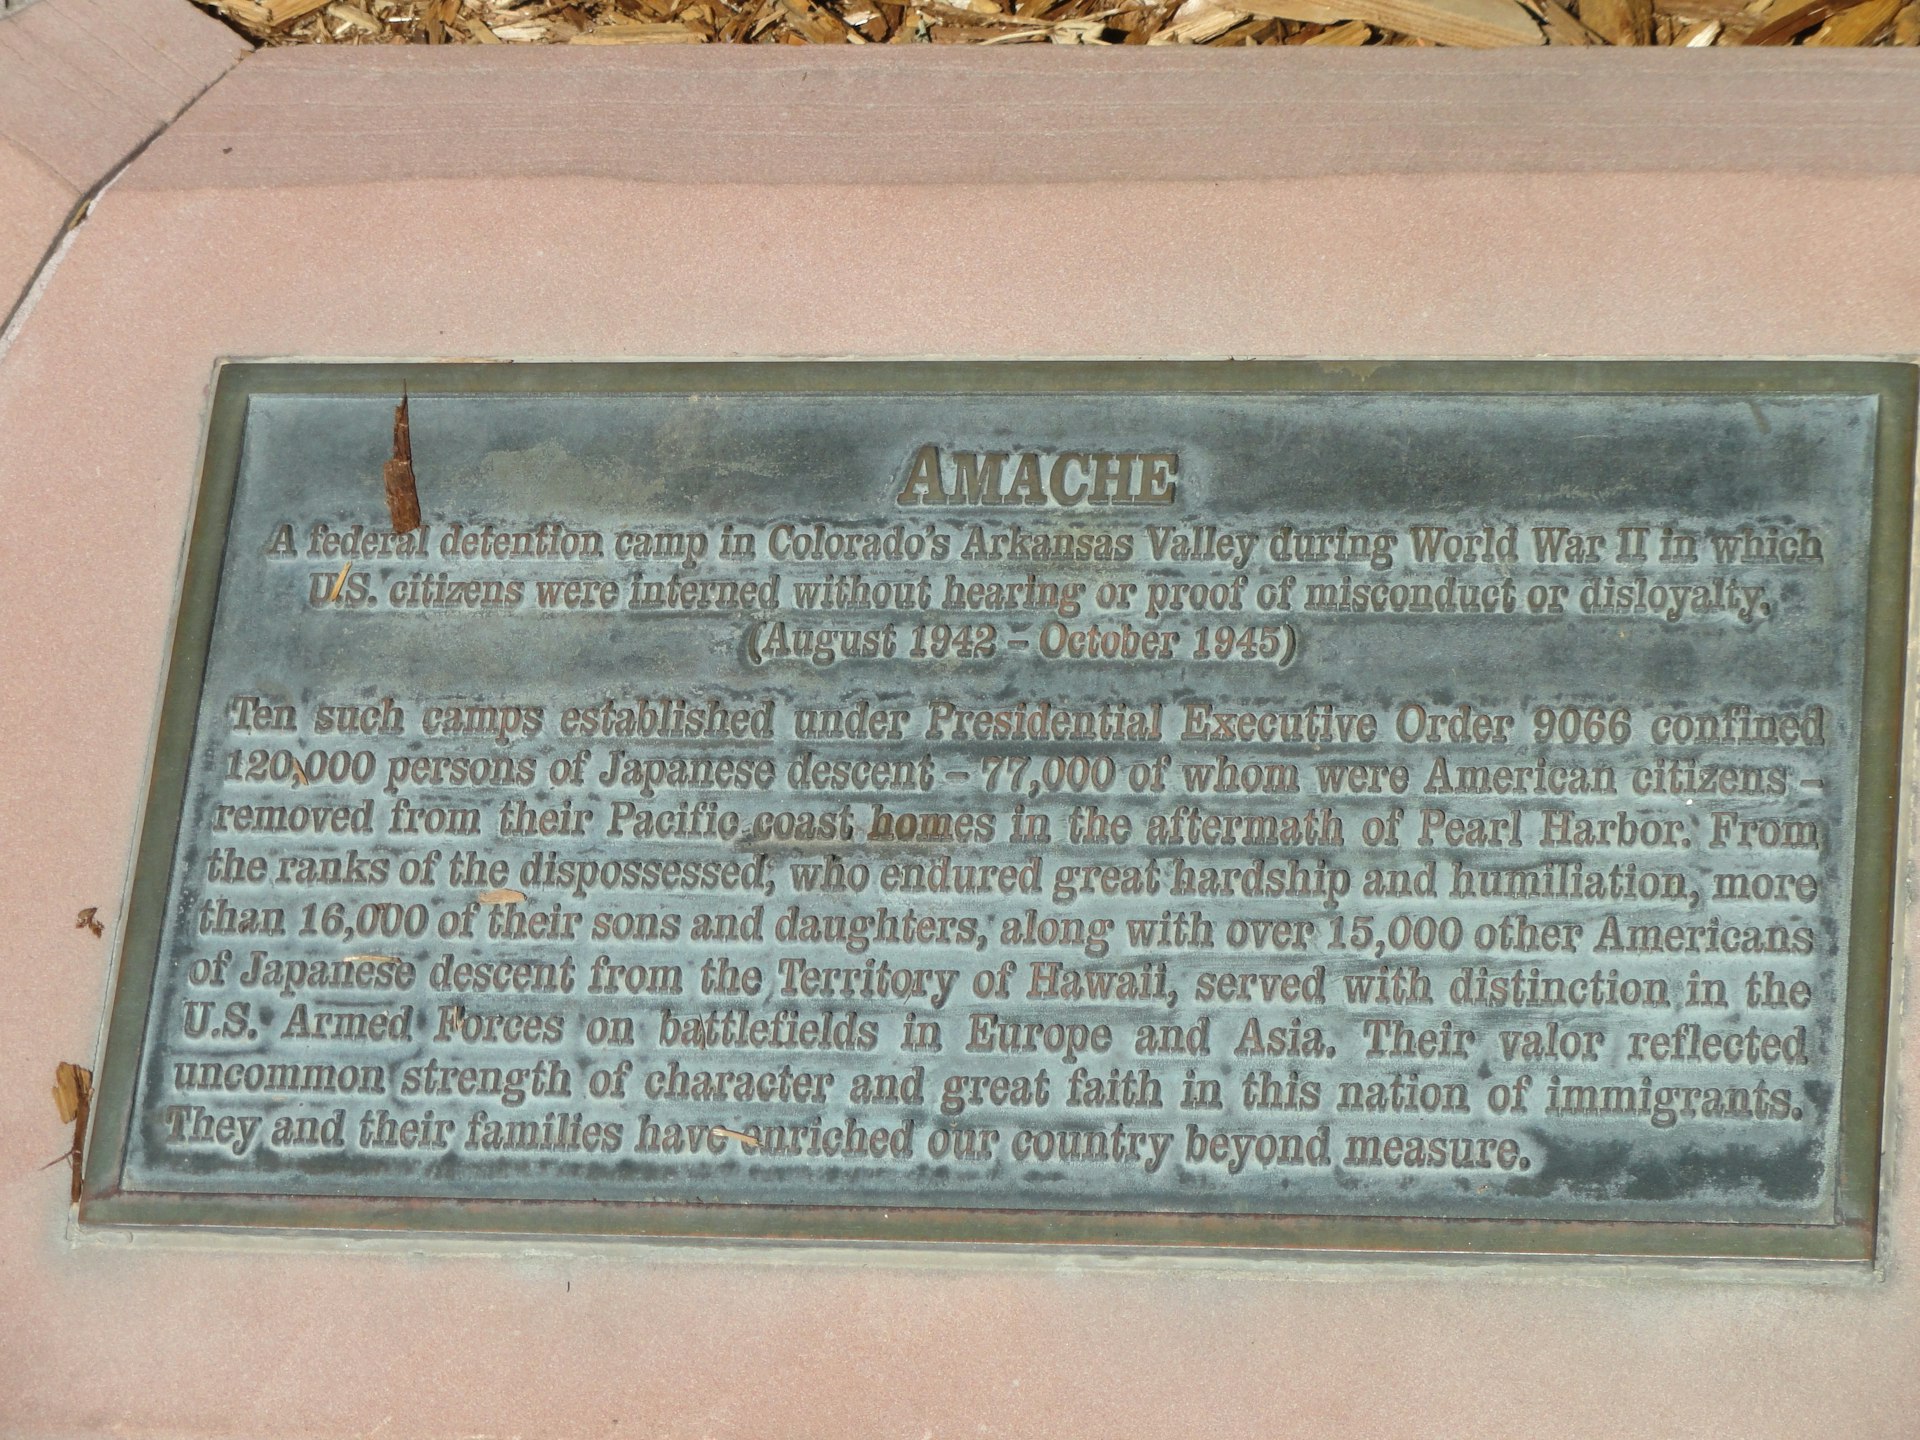 AMACHE
A federal detention camp in Colorado's Arkansas Valley during World War II in which
U.S. citizens were interned without hearing or proof of misconduct or disloyalty.
(August 1942 – October 1945)
Ten such camps established under Presidential Executive Order 9066 confined
120,000 persons of Japanese descent – 77,000 of whom were American citizens –
removed from their Pacific coast homes in the aftermath of Pearl Harbor. From
the ranks of the dispossessed, who endured great hardship and humiliation, more
than 16,000 of their sons and daughters, along with over 15,000 other Americans
of Japanese descent from the Territory of Hawaii, served with distinction in the
U.S. Armed Forces on battlefields in Europe and Asia. Their valor reflected
uncommon strength of character and great faith in this nation of immigrants.
They and their families have enriched our country beyond measure.